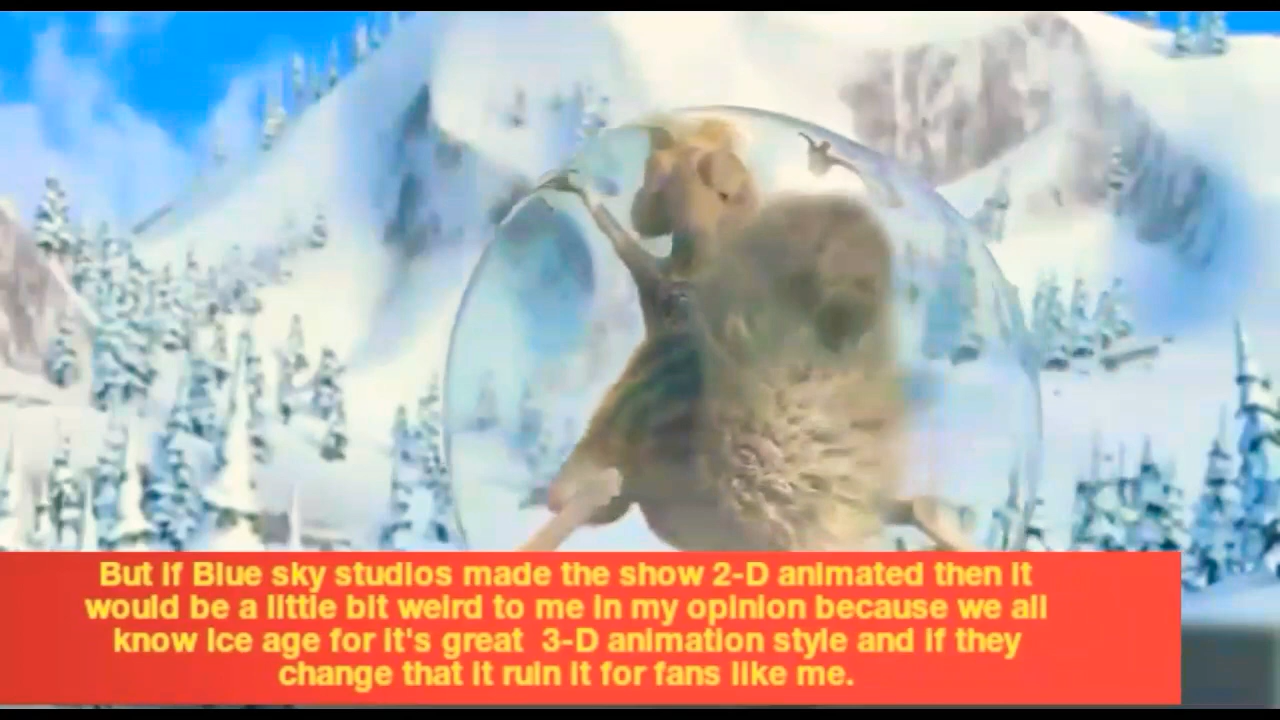 But if Blue sky studios made the show 2-D animated then it
would be a little bit weird to me in my opinion because we all
know Ice age for it's great  3-D animation style and if they
change that it ruin it for fans like me.